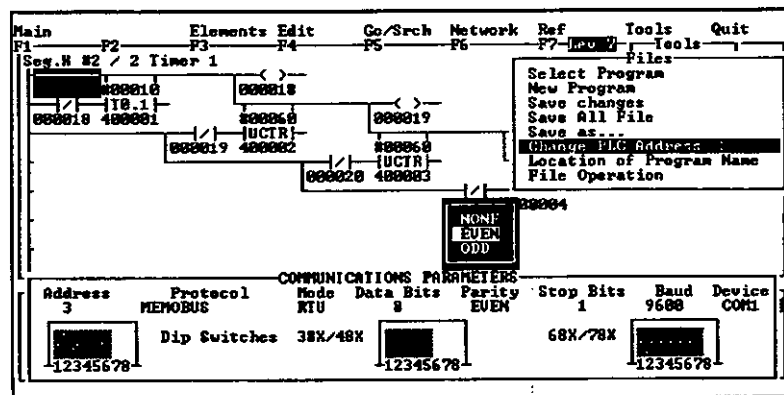 Main Elements Edit Go/Srch Network Ref Tools Quit
F1 F2 F3 F4 F5 F6 F7-Lev 7 Tools
Seg.# #2 / 2 Timer 1
Files
Select Program
New Program
Save changes
Save All File
Save as...
Change PLC Address
Location of Program Name
File Operation
#00010 000018
000018 T0.1 400001
#00060 000019
000019 UCTR 400002
#00060
000020 UCTR 400003
NONE
EVEN
ODD
COMMUNICATIONS PARAMETERS
Address Protocol Mode Data Bits Parity Stop Bits Baud Device
3 MEMOBUS RTU 8 EVEN 1 9600 COM1
Dip Switches 38X/48X 68X/78X
12345678 12345678 12345678